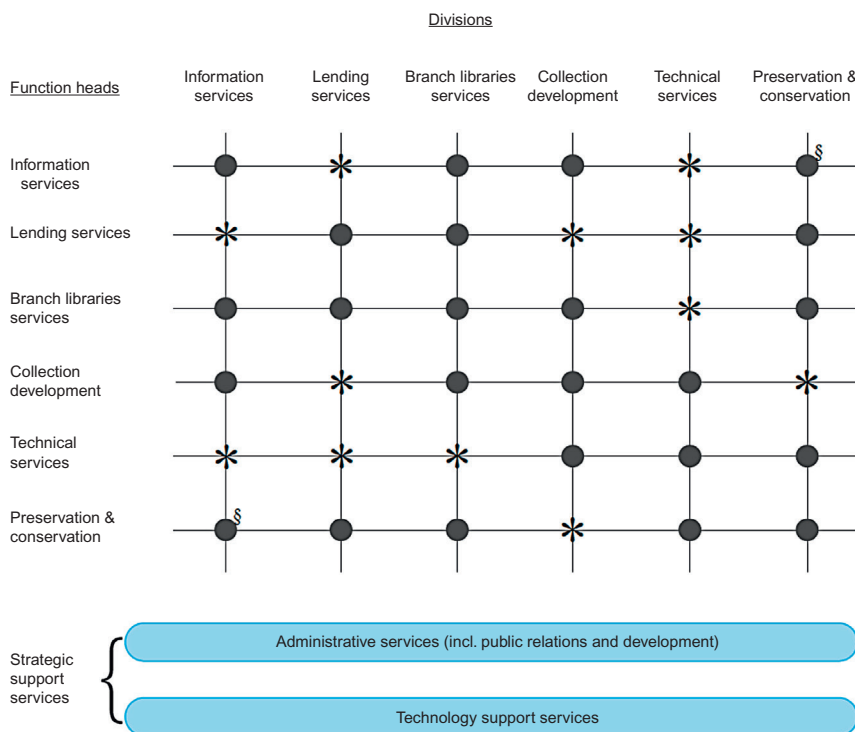 Divisions
Function heads
Information
services
Lending
services
Branch libraries
services
Collection
development
Technical
services
Preservation &
conservation
Information
services
§
Lending services
Branch libraries
services
Collection
development
Technical
services
Preservation &
conservation
§
Strategic
support
services
Administrative services (incl. public relations and development)
Technology support services